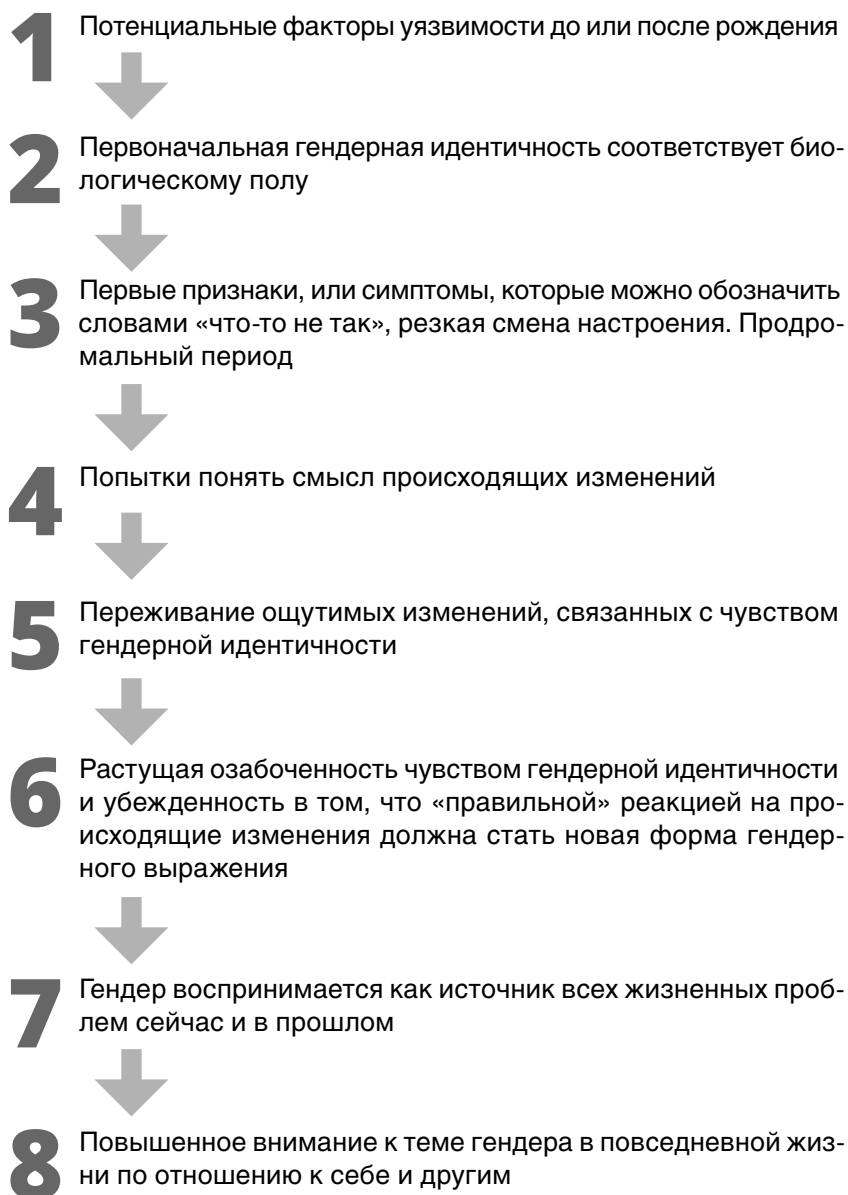 1 Потенциальные факторы уязвимости до или после рождения
2 Первоначальная гендерная идентичность соответствует био-
логическому полу
3 Первые признаки, или симптомы, которые можно обозначить
словами «что-то не так», резкая смена настроения. Продро-
мальный период
4 Попытки понять смысл происходящих изменений
5 Переживание ощутимых изменений, связанных с чувством
гендерной идентичности
6 Растущая озабоченность чувством гендерной идентичности
и убежденность в том, что «правильной» реакцией на про-
исходящие изменения должна стать новая форма гендер-
ного выражения
7 Гендер воспринимается как источник всех жизненных проб-
лем сейчас и в прошлом
8 Повышенное внимание к теме гендера в повседневной жиз-
ни по отношению к себе и другим